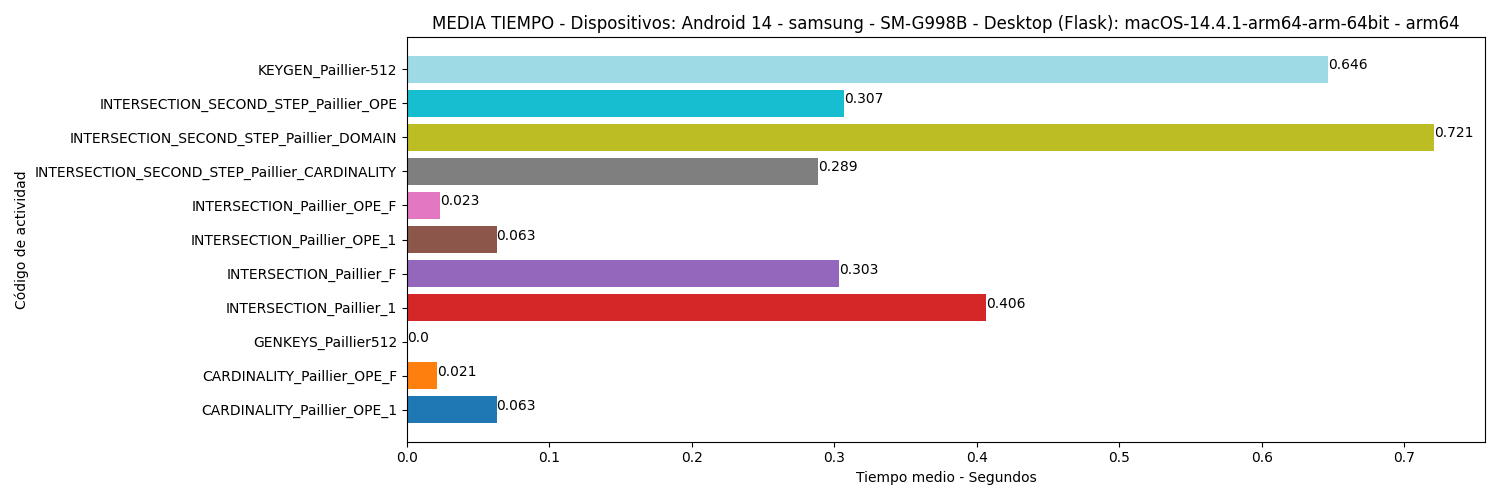 MEDIA TIEMPO - Dispositivos: Android 14 - samsung - SM-G998B - Desktop (Flask): macOS-14.4.1-arm64-arm-64bit - arm64
Código de actividad
KEYGEN_Paillier-512 0.646
INTERSECTION_SECOND_STEP_Paillier_OPE 0.307
INTERSECTION_SECOND_STEP_Paillier_DOMAIN 0.721
INTERSECTION_SECOND_STEP_Paillier_CARDINALITY 0.289
INTERSECTION_Paillier_OPE_F 0.023
INTERSECTION_Paillier_OPE_1 0.063
INTERSECTION_Paillier_F 0.303
INTERSECTION_Paillier_1 0.406
GENKEYS_Paillier512 0.0
CARDINALITY_Paillier_OPE_F 0.021
CARDINALITY_Paillier_OPE_1 0.063
0.0 0.1 0.2 0.3 0.4 0.5 0.6 0.7
Tiempo medio - Segundos